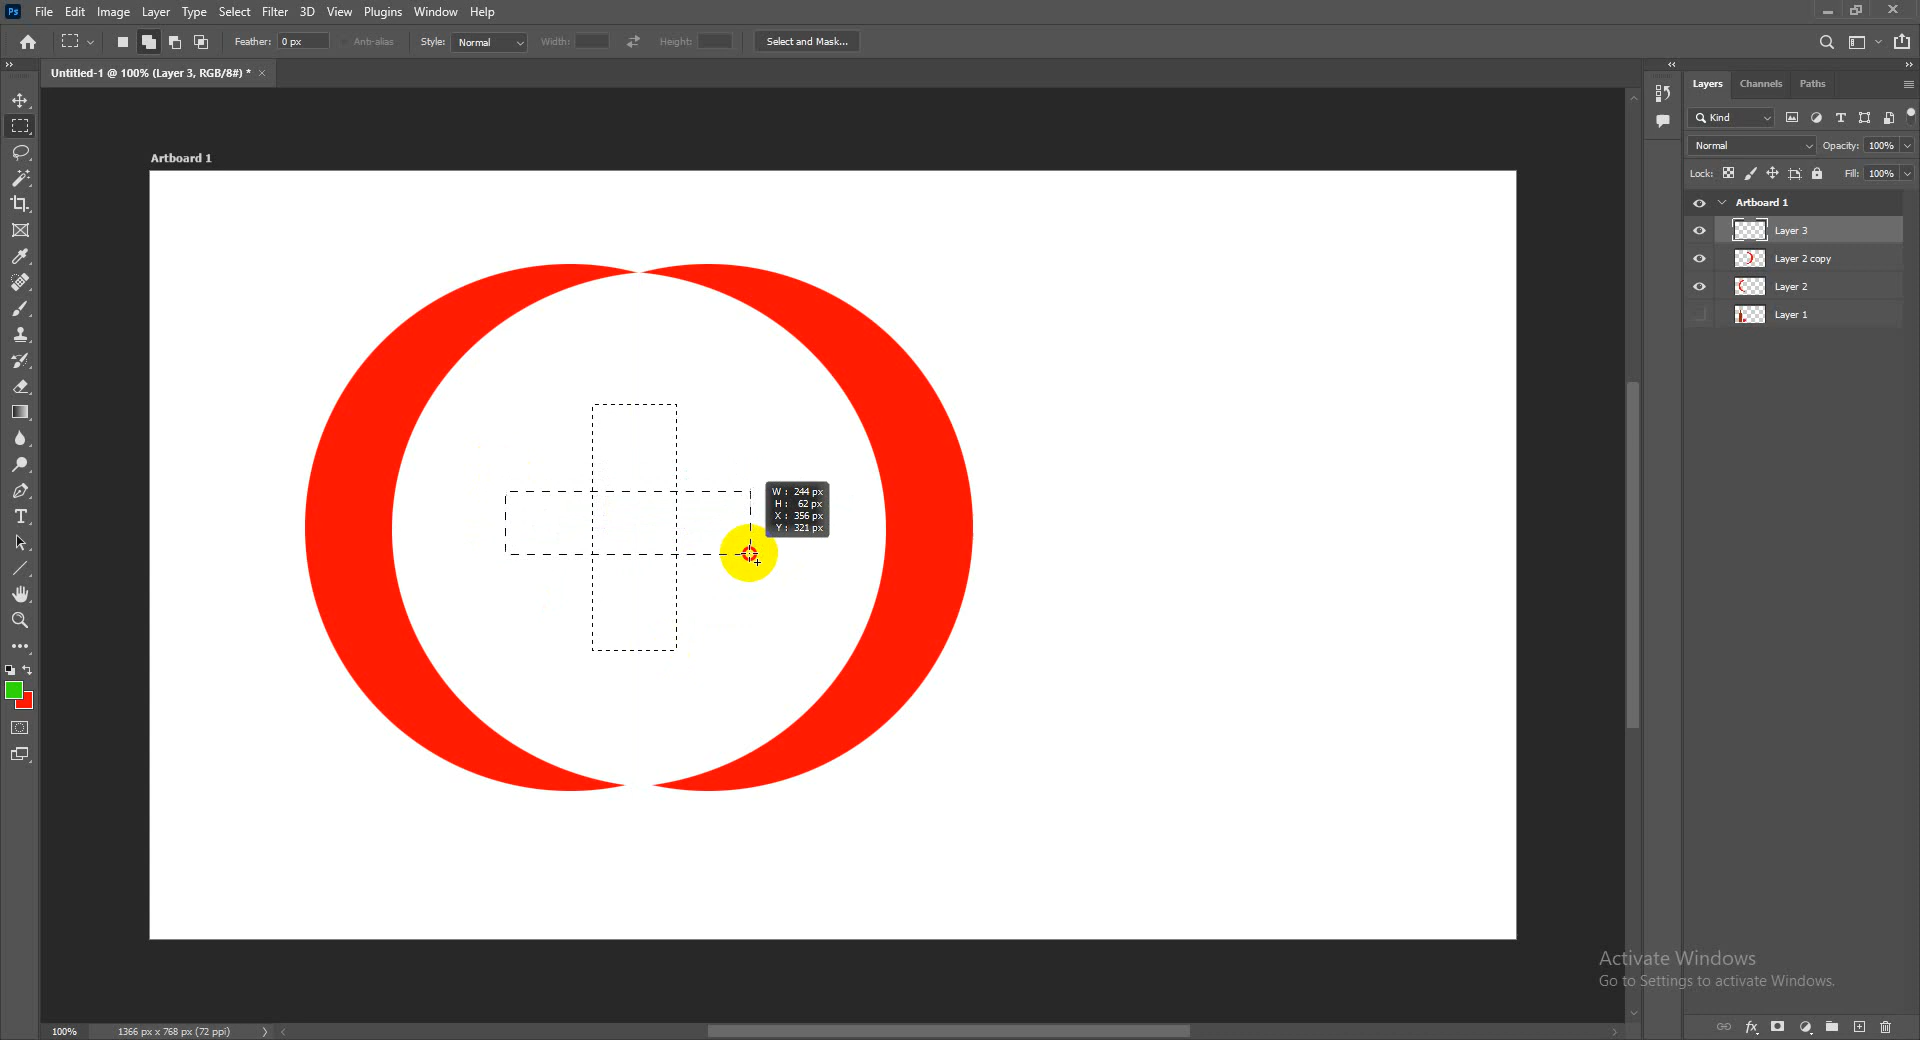 Ps File Edit Image Layer Type Select Filter 3D View Plugins Window Help
Feather: 0 px Anti-alias Style: Normal Width: Height: Select and Mask...
Untitled-1 @ 100% (Layer 3, RGB/8#) * ×
Layers Channels Paths
Kind
Normal Opacity: 100%
Lock: Fill: 100%
Artboard 1
Layer 3
Layer 2 copy
Layer 2
Layer 1
Artboard 1
W : 244 px
H : 62 px
X : 356 px
Y : 321 px
Activate Windows
Go to Settings to activate Windows.
100% 1366 px x 768 px (72 ppi)
fx